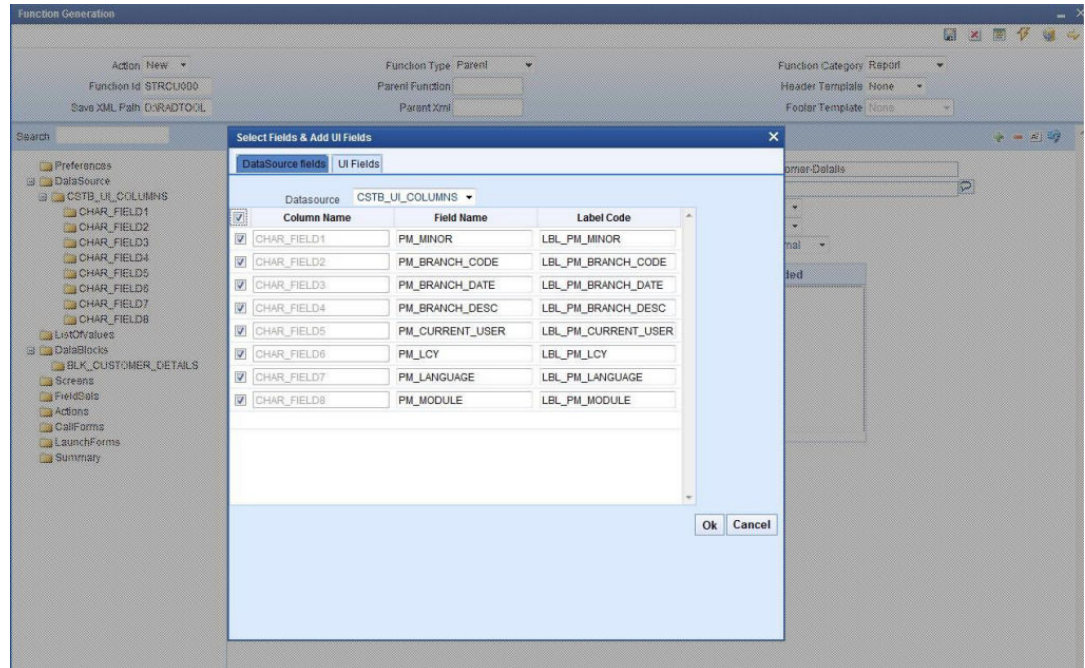 Function Generation
Action New
Function Type Parent
Function Category Report
Function Id STRCU000
Parent Function
Header Template None
Save XML Path D:\RADTOOL
Parent Xml
Footer Template None
Search
Preferences
DataSource
CSTB_UI_COLUMNS
CHAR_FIELD1
CHAR_FIELD2
CHAR_FIELD3
CHAR_FIELD4
CHAR_FIELD5
CHAR_FIELD6
CHAR_FIELD7
CHAR_FIELD8
ListOfValues
DataBlocks
BLK_CUSTOMER_DETAILS
Screens
FieldSets
Actions
CallForms
LaunchForms
Summary
Select Fields & Add UI Fields
DataSource fields UI Fields
Datasource CSTB_UI_COLUMNS
Column Name Field Name Label Code
CHAR_FIELD1 PM_MINOR LBL_PM_MINOR
CHAR_FIELD2 PM_BRANCH_CODE LBL_PM_BRANCH_CODE
CHAR_FIELD3 PM_BRANCH_DATE LBL_PM_BRANCH_DATE
CHAR_FIELD4 PM_BRANCH_DESC LBL_PM_BRANCH_DESC
CHAR_FIELD5 PM_CURRENT_USER LBL_PM_CURRENT_USER
CHAR_FIELD6 PM_LCY LBL_PM_LCY
CHAR_FIELD7 PM_LANGUAGE LBL_PM_LANGUAGE
CHAR_FIELD8 PM_MODULE LBL_PM_MODULE
Ok Cancel
omer-Details
mal
ded